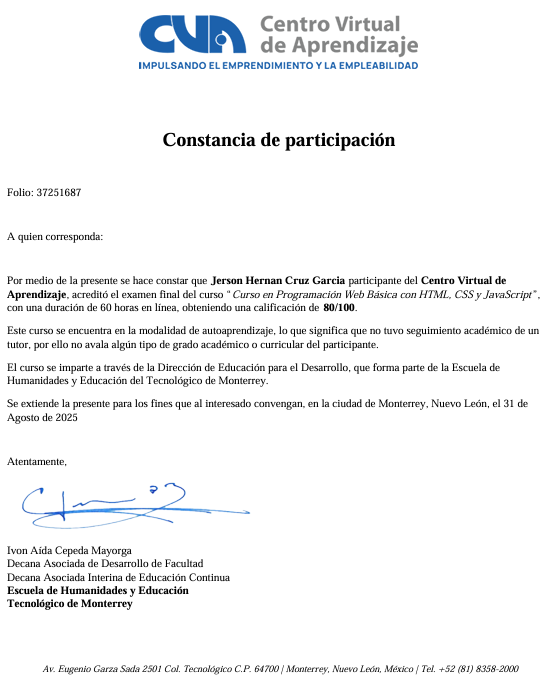 CVA Centro Virtual
de Aprendizaje
IMPULSANDO EL EMPRENDIMIENTO Y LA EMPLEABILIDAD
Constancia de participación
Folio: 37251687
A quien corresponda:
Por medio de la presente se hace constar que Jerson Hernan Cruz Garcia participante del Centro Virtual de
Aprendizaje, acreditó el examen final del curso "Curso en Programación Web Básica con HTML, CSS y JavaScript",
con una duración de 60 horas en línea, obteniendo una calificación de 80/100.
Este curso se encuentra en la modalidad de autoaprendizaje, lo que significa que no tuvo seguimiento académico de un
tutor, por ello no avala algún tipo de grado académico o curricular del participante.
El curso se imparte a través de la Dirección de Educación para el Desarrollo, que forma parte de la Escuela de
Humanidades y Educación del Tecnológico de Monterrey.
Se extiende la presente para los fines que al interesado convengan, en la ciudad de Monterrey, Nuevo León, el 31 de
Agosto de 2025
Atentamente,
Ivon Aída Cepeda Mayorga
Decana Asociada de Desarrollo de Facultad
Decana Asociada Interina de Educación Continua
Escuela de Humanidades y Educación
Tecnológico de Monterrey
Av. Eugenio Garza Sada 2501 Col. Tecnológico C.P. 64700 | Monterrey, Nuevo León, México | Tel. +52 (81) 8358-2000